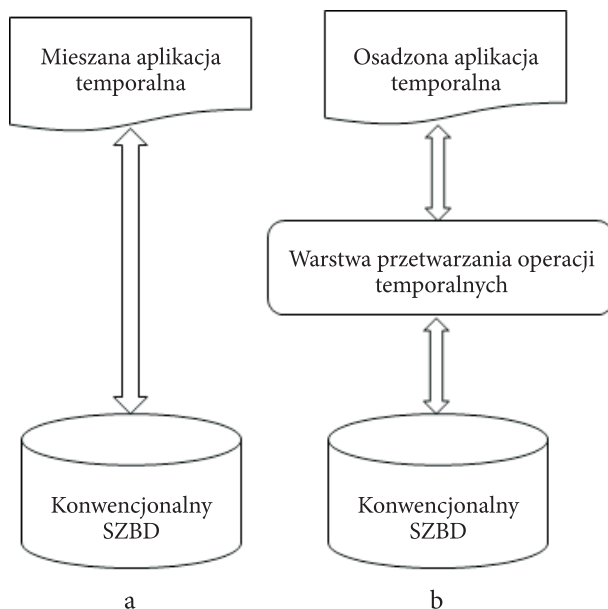 Mieszana aplikacja
temporalna
Osadzona aplikacja
temporalna
Warstwa przetwarzania operacji
temporalnych
Konwencjonalny
SZBD
Konwencjonalny
SZBD
a
b